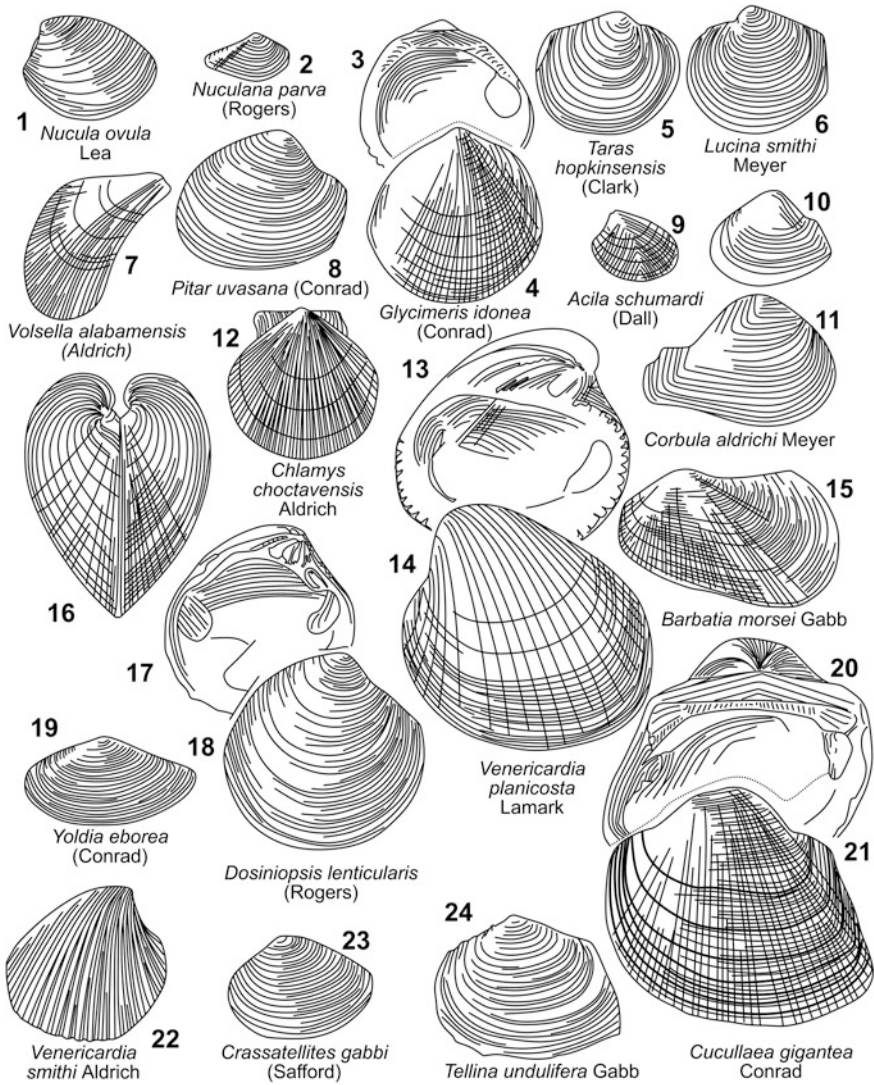 1
Nucula ovula
Lea
2
Nuculana parva
(Rogers)
3
4
Glycimeris idonea
(Conrad)
5
Taras
hopkinsensis
(Clark)
6
Lucina smithi
Meyer
7
Volsella alabamensis
(Aldrich)
8
Pitar uvasana (Conrad)
9
Acila schumardi
(Dall)
10
11
Corbula aldrichi Meyer
12
Chlamys
choctavensis
Aldrich
13
14
Venericardia
planicosta
Lamark
15
Barbatia morsei Gabb
16
17
18
Dosiniopsis lenticularis
(Rogers)
19
Yoldia eborea
(Conrad)
20
21
Cucullaea gigantea
Conrad
22
Venericardia
smithi Aldrich
23
Crassatellites gabbi
(Safford)
24
Tellina undulifera Gabb